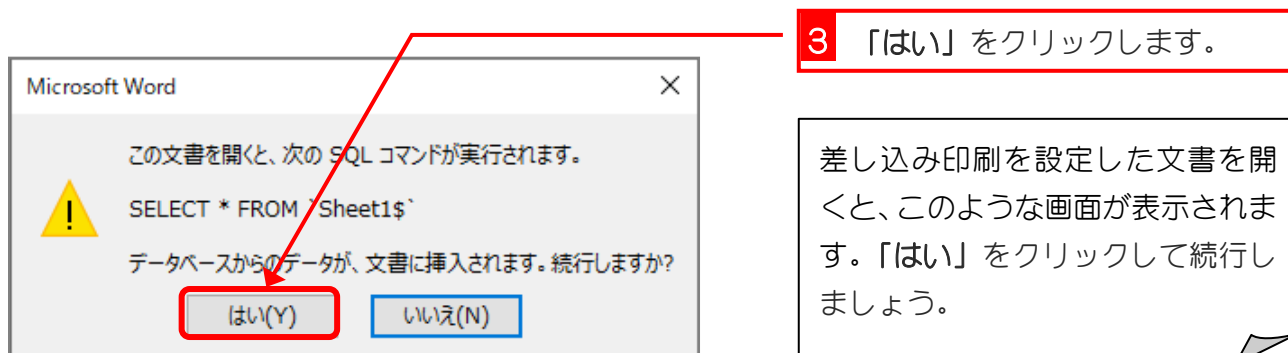 3 「はい」をクリックします。
Microsoft Word
この文書を開くと、次の SQL コマンドが実行されます。
SELECT * FROM `Sheet1$`
データベースからのデータが、文書に挿入されます。続行しますか?
はい(Y)
いいえ(N)
差し込み印刷を設定した文書を開
くと、このような画面が表示されま
す。「はい」をクリックして続行し
ましょう。